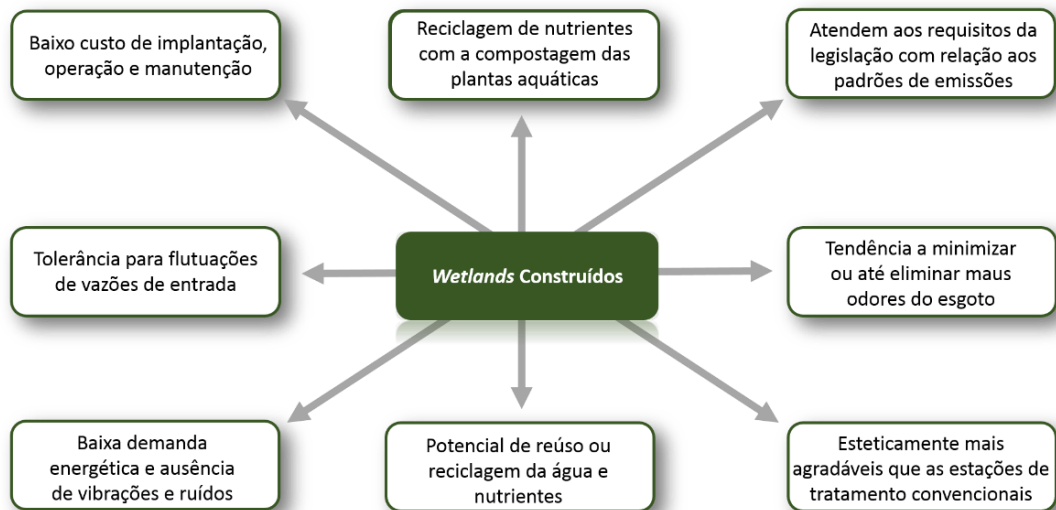 Baixo custo de implantação,
operação e manutenção
Reciclagem de nutrientes
com a compostagem das
plantas aquáticas
Atendem aos requisitos da
legislação com relação aos
padrões de emissões
Tolerância para flutuações
de vazões de entrada
Wetlands Construídos
Tendência a minimizar
ou até eliminar maus
odores do esgoto
Baixa demanda
energética e ausência
de vibrações e ruídos
Potencial de reúso ou
reciclagem da água e
nutrientes
Esteticamente mais
agradáveis que as estações de
tratamento convencionais